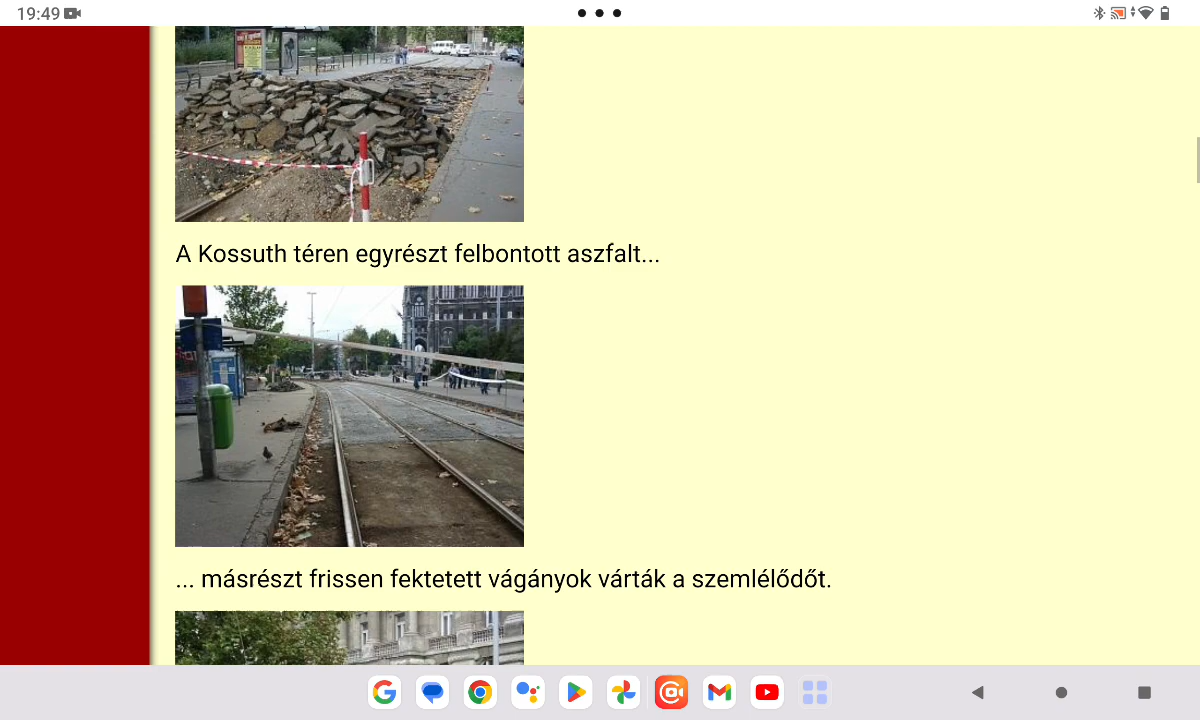 19:49
A Kossuth téren egyrészt felbontott aszfalt...
... másrészt frissen fektetett vágányok várták a szemlélődőt.